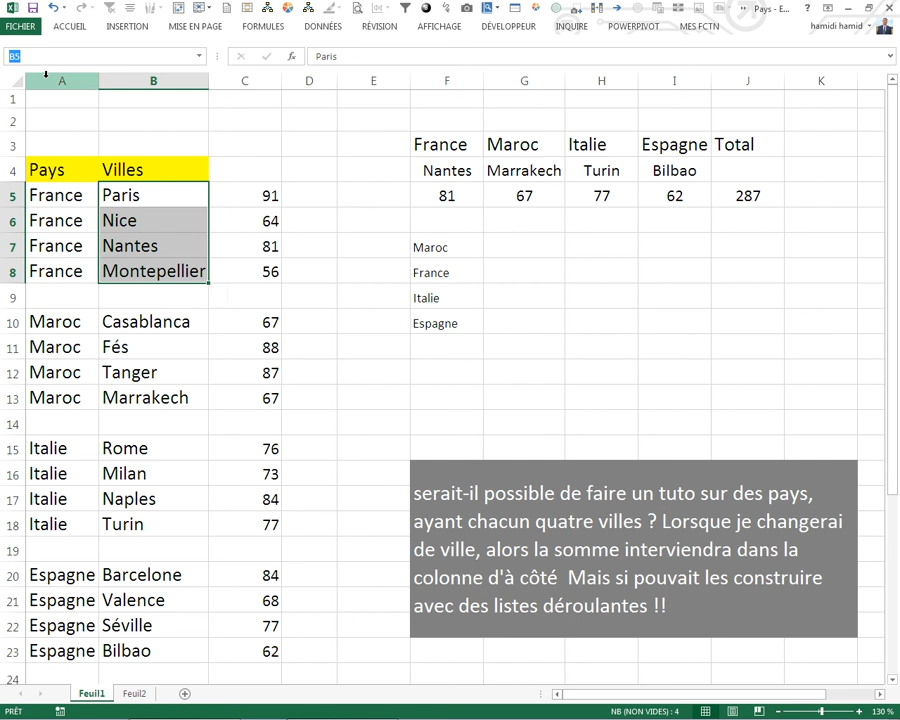 Pays - E...
?
FICHIER ACCUEIL INSERTION MISE EN PAGE FORMULES DONNÉES RÉVISION AFFICHAGE DÉVELOPPEUR INQUIRE POWERPIVOT MES FCTN hamidi hamid
B5 fx Paris
A B C D E F G H I J K
1
2
3 France Maroc Italie Espagne Total
4 Pays Villes Nantes Marrakech Turin Bilbao
5 France Paris 91 81 67 77 62 287
6 France Nice 64
7 France Nantes 81 Maroc
8 France Montepellier 56 France
9 Italie
10 Maroc Casablanca 67 Espagne
11 Maroc Fés 88
12 Maroc Tanger 87
13 Maroc Marrakech 67
14
15 Italie Rome 76
16 Italie Milan 73
17 Italie Naples 84
18 Italie Turin 77
19
20 Espagne Barcelone 84
21 Espagne Valence 68
22 Espagne Séville 77
23 Espagne Bilbao 62
24
serait-il possible de faire un tuto sur des pays,
ayant chacun quatre villes ? Lorsque je changerai
de ville, alors la somme interviendra dans la
colonne d'à côté Mais si pouvait les construire
avec des listes déroulantes !!
Feuil1 Feuil2
PRÊT NB (NON VIDES) : 4 130 %